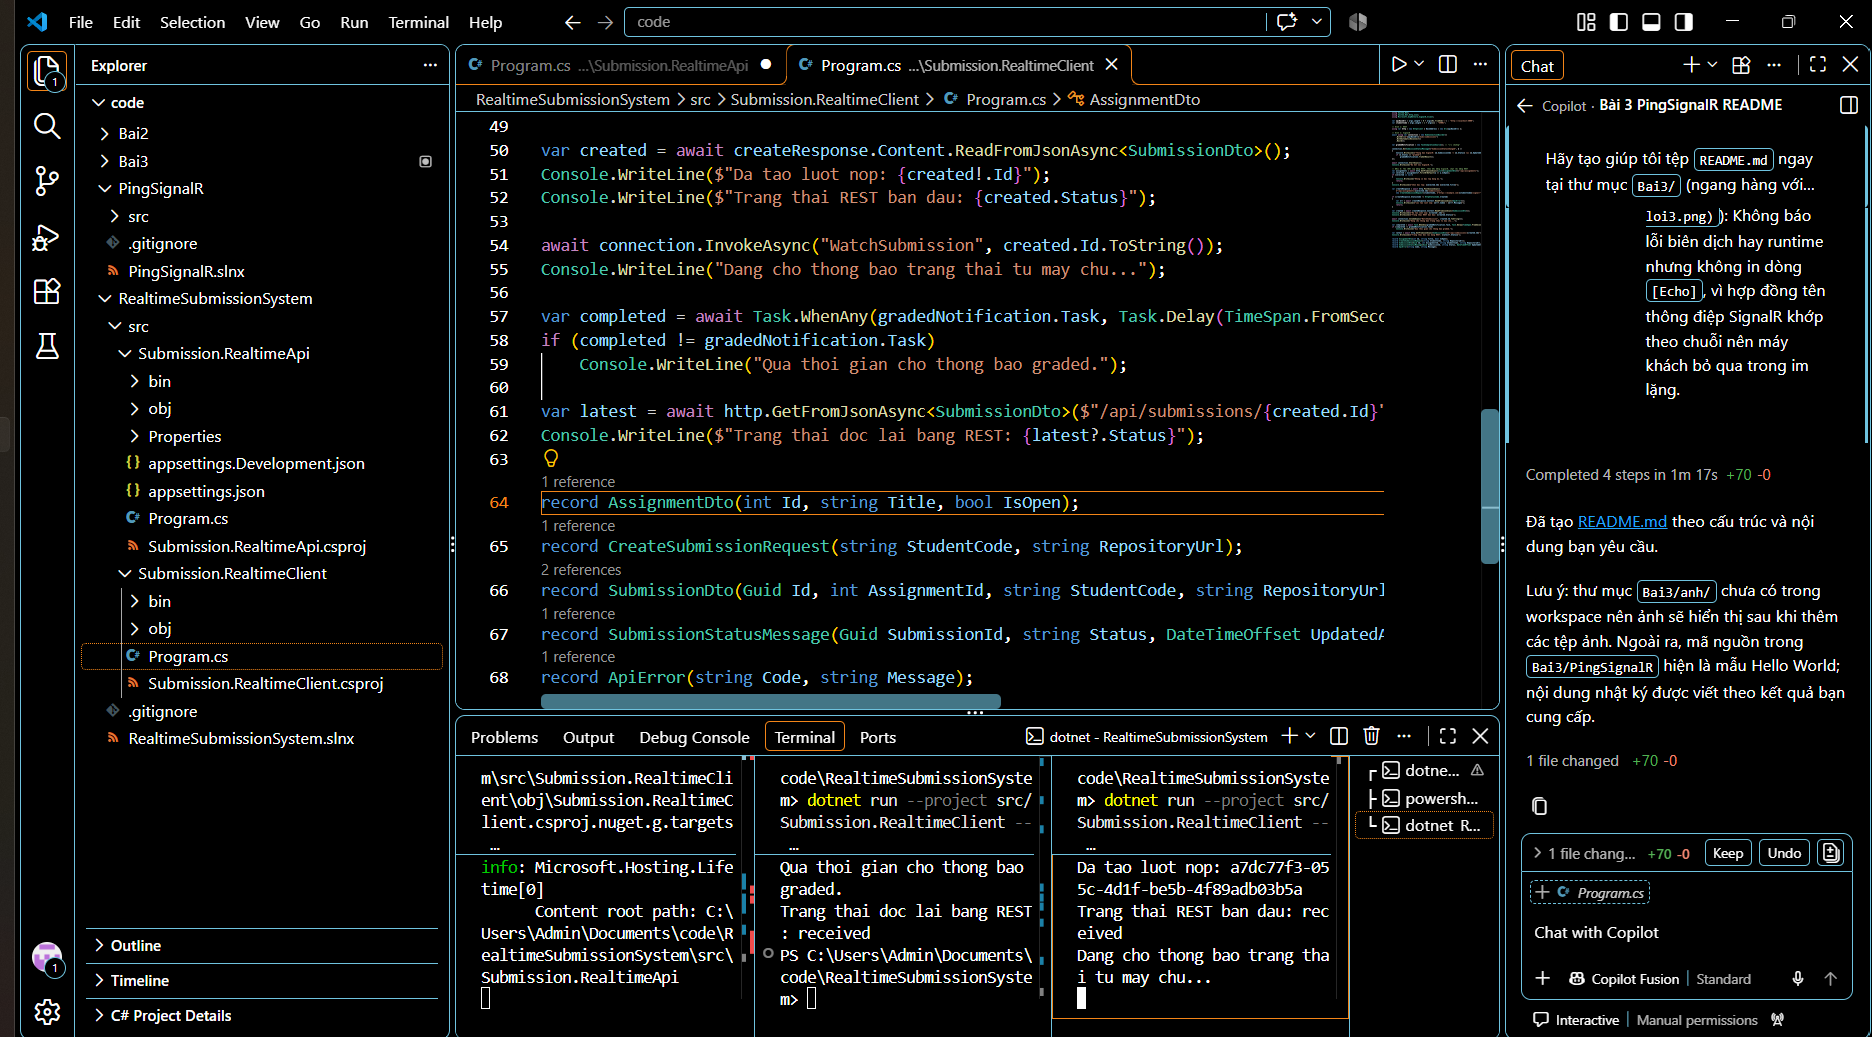 File Edit Selection View Go Run Terminal Help
code
Explorer
code
Bai2
Bai3
PingSignalR
src
.gitignore
PingSignalR.slnx
RealtimeSubmissionSystem
src
Submission.RealtimeApi
bin
obj
Properties
appsettings.Development.json
appsettings.json
Program.cs
Submission.RealtimeApi.csproj
Submission.RealtimeClient
bin
obj
Program.cs
Submission.RealtimeClient.csproj
.gitignore
RealtimeSubmissionSystem.slnx
Outline
Timeline
C# Project Details
1
1
Program.cs ...\Submission.RealtimeApi
Program.cs ...\Submission.RealtimeClient
RealtimeSubmissionSystem > src > Submission.RealtimeClient > Program.cs > AssignmentDto
49
50 var created = await createResponse.Content.ReadFromJsonAsync<SubmissionDto>();
51 Console.WriteLine($"Da tao luot nop: {created!.Id}");
52 Console.WriteLine($"Trang thai REST ban dau: {created.Status}");
53
54 await connection.InvokeAsync("WatchSubmission", created.Id.ToString());
55 Console.WriteLine("Dang cho thong bao trang thai tu may chu...");
56
57 var completed = await Task.WhenAny(gradedNotification.Task, Task.Delay(TimeSpan.FromSecc
58 if (completed != gradedNotification.Task)
59 Console.WriteLine("Qua thoi gian cho thong bao graded.");
60
61 var latest = await http.GetFromJsonAsync<SubmissionDto>($"/api/submissions/{created.Id}"
62 Console.WriteLine($"Trang thai doc lai bang REST: {latest?.Status}");
63
1 reference
64 record AssignmentDto(int Id, string Title, bool IsOpen);
1 reference
65 record CreateSubmissionRequest(string StudentCode, string RepositoryUrl);
2 references
66 record SubmissionDto(Guid Id, int AssignmentId, string StudentCode, string RepositoryUrl
1 reference
67 record SubmissionStatusMessage(Guid SubmissionId, string Status, DateTimeOffset UpdatedA
1 reference
68 record ApiError(string Code, string Message);
Problems Output Debug Console Terminal Ports
dotnet - RealtimeSubmissionSystem
m\src\Submission.RealtimeCli
ent\obj\Submission.RealtimeC
lient.csproj.nuget.g.targets
…
info: Microsoft.Hosting.Life
time[0]
Content root path: C:\
Users\Admin\Documents\code\R
ealtimeSubmissionSystem\src\
Submission.RealtimeApi
code\RealtimeSubmissionSyste
m> dotnet run --project src/
Submission.RealtimeClient --
…
Qua thoi gian cho thong bao
graded.
Trang thai doc lai bang REST
: received
PS C:\Users\Admin\Documents\
code\RealtimeSubmissionSyste
m>
code\RealtimeSubmissionSyste
m> dotnet run --project src/
Submission.RealtimeClient --
…
Da tao luot nop: a7dc77f3-05
5c-4d1f-be5b-4f89adb03b5a
Trang thai REST ban dau: rec
eived
Dang cho thong bao trang tha
i tu may chu...
dotne...
powersh...
dotnet R...
Chat
Copilot · Bài 3 PingSignalR README
Hãy tạo giúp tôi tệp README.md ngay
tại thư mục Bai3/ (ngang hàng với...
loi3.png) ): Không báo
lỗi biên dịch hay runtime
nhưng không in dòng
[Echo] , vì hợp đồng tên
thông điệp SignalR khớp
theo chuỗi nên máy
khách bỏ qua trong im
lặng.
Completed 4 steps in 1m 17s +70 -0
Đã tạo README.md theo cấu trúc và nội
dung bạn yêu cầu.
Lưu ý: thư mục Bai3/anh/ chưa có trong
workspace nên ảnh sẽ hiển thị sau khi thêm
các tệp ảnh. Ngoài ra, mã nguồn trong
Bai3/PingSignalR hiện là mẫu Hello World;
nội dung nhật ký được viết theo kết quả bạn
cung cấp.
1 file changed +70 -0
1 file chang... +70 -0 Keep Undo
Program.cs
Chat with Copilot
Copilot Fusion Standard
Interactive Manual permissions